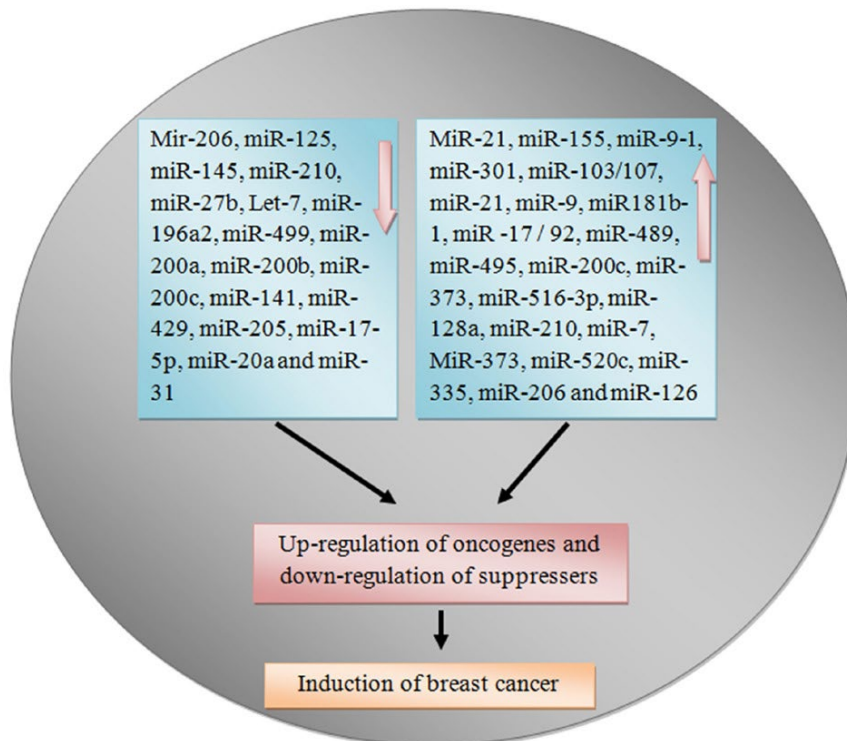 Mir-206, miR-125,
miR-145, miR-210,
miR-27b, Let-7, miR-
196a2, miR-499, miR-
200a, miR-200b, miR-
200c, miR-141, miR-
429, miR-205, miR-17-
5p, miR-20a and miR-
31
MiR-21, miR-155, miR-9-1,
miR-301, miR-103/107,
miR-21, miR-9, miR181b-
1, miR -17 / 92, miR-489,
miR-495, miR-200c, miR-
373, miR-516-3p, miR-
128a, miR-210, miR-7,
MiR-373, miR-520c, miR-
335, miR-206 and miR-126
Up-regulation of oncogenes and
down-regulation of suppressers
Induction of breast cancer